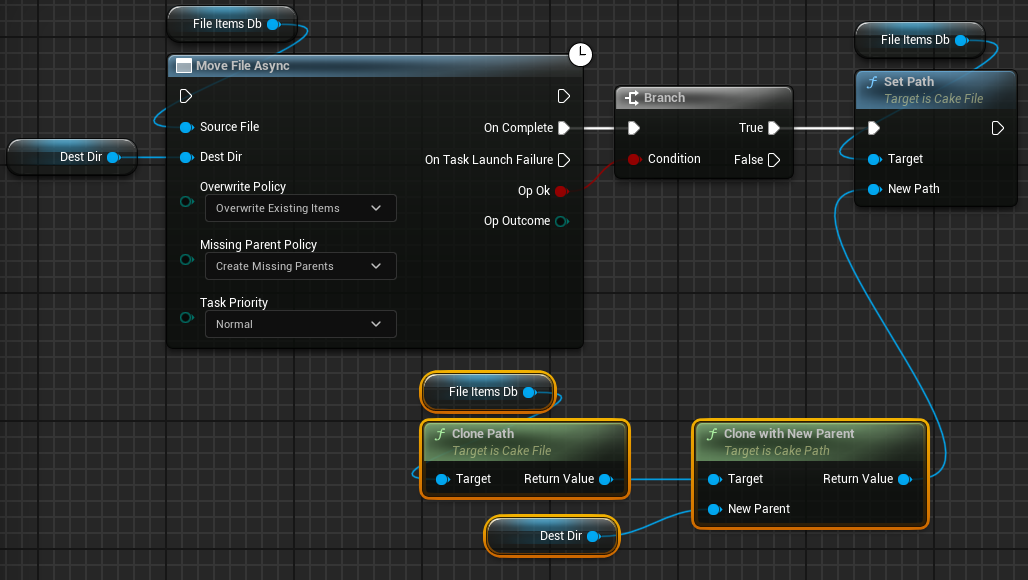 File Items Db
File Items Db
Move File Async
Set Path
Target is Cake File
Branch
Source File
On Complete
True
Dest Dir
Dest Dir
On Task Launch Failure
Condition
False
Target
Overwrite Policy
Op Ok
New Path
Overwrite Existing Items
Op Outcome
Missing Parent Policy
Create Missing Parents
Task Priority
Normal
File Items Db
Clone Path
Target is Cake File
Target
Return Value
Clone with New Parent
Target is Cake Path
Target
Return Value
New Parent
Dest Dir